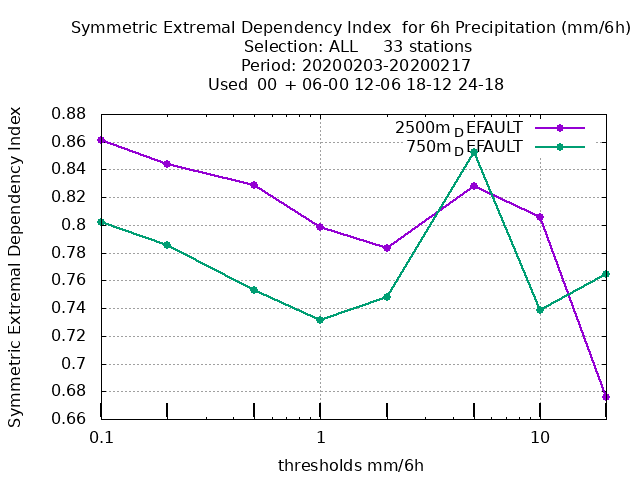 Symmetric Extremal Dependency Index  for 6h Precipitation (mm/6h)
Selection: ALL     33 stations
Period: 20200203-20200217
Used  00 + 06-00 12-06 18-12 24-18
Symmetric Extremal Dependency Index
0.88
0.86
0.84
0.82
0.8
0.78
0.76
0.74
0.72
0.7
0.68
0.66
2500m_DEFAULT
750m_DEFAULT
0.1
1
10
thresholds mm/6h